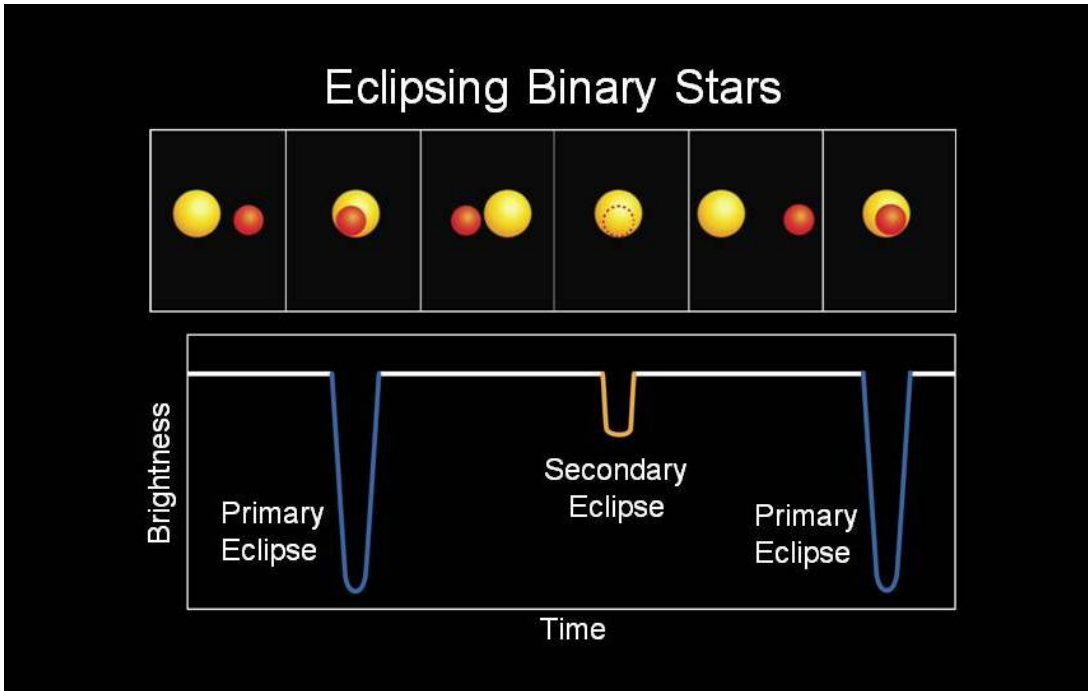 Eclipsing Binary Stars
Brightness
Primary
Eclipse
Secondary
Eclipse
Primary
Eclipse
Time